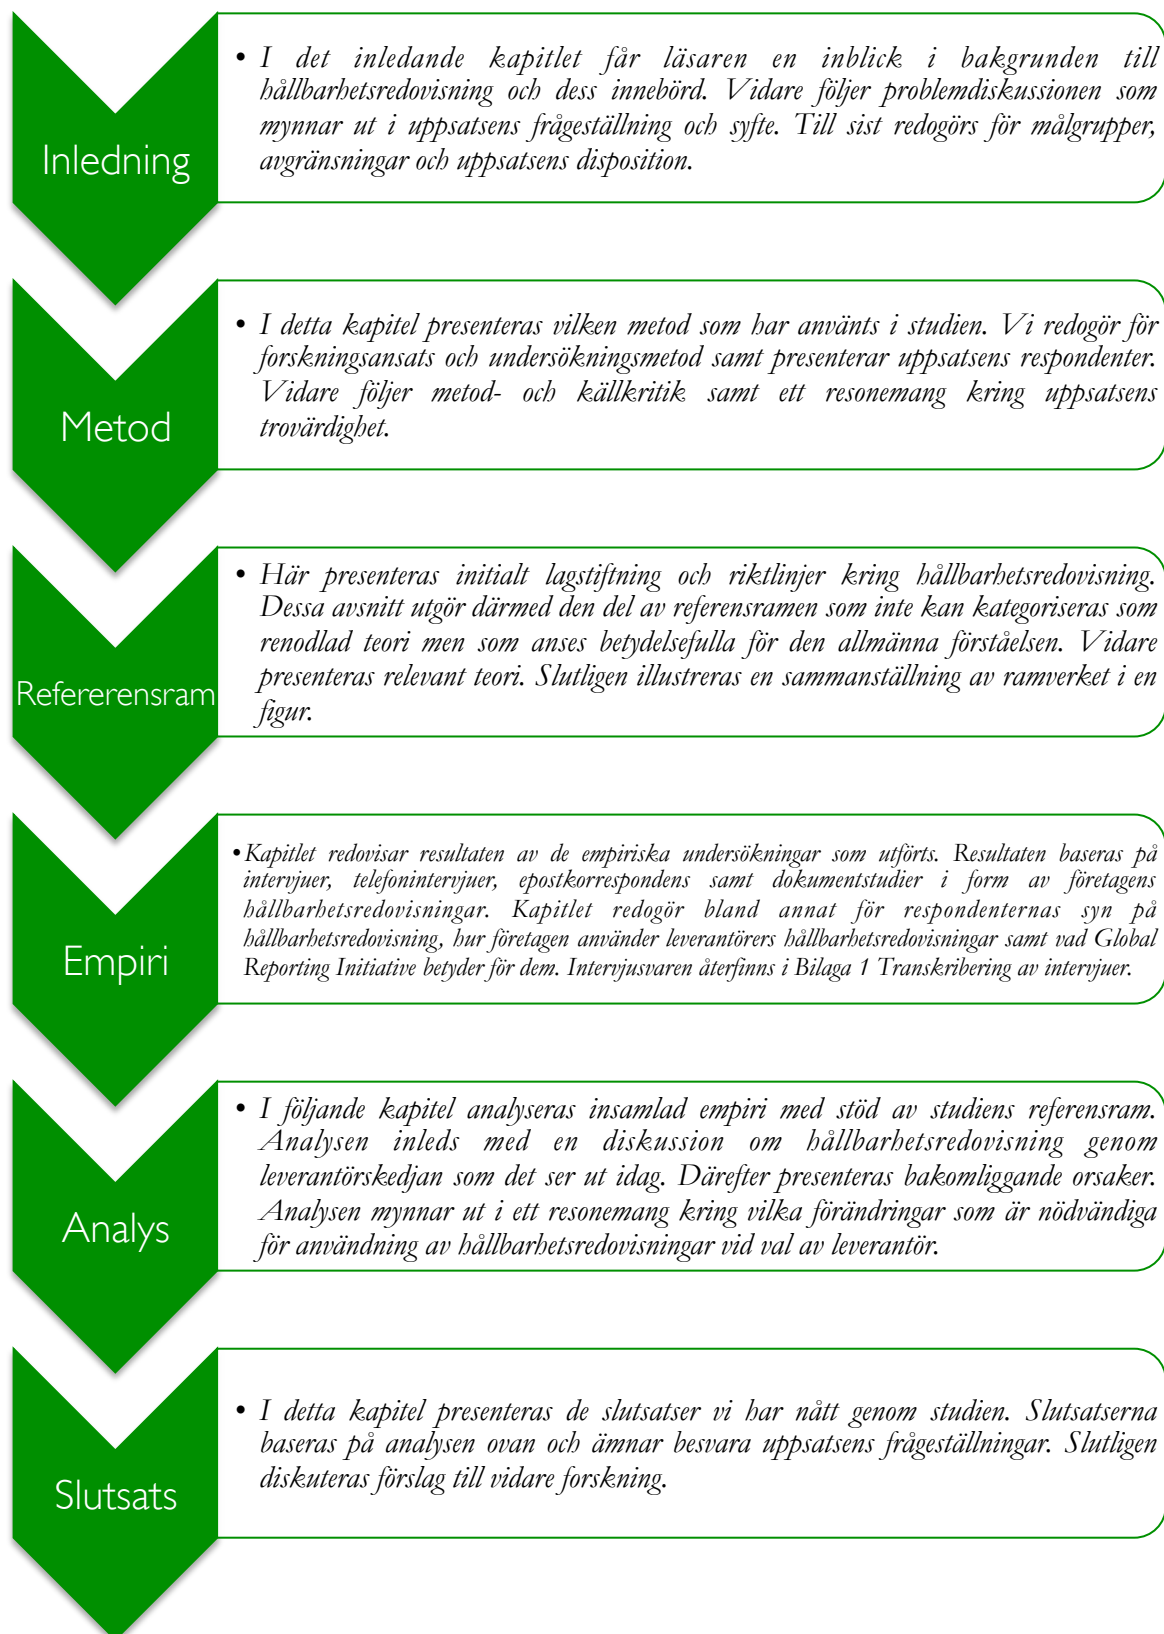 • I det inledande kapitlet får läsaren en inblick i bakgrunden till
hållbarhetsredovisning och dess innebörd. Vidare följer problemdiskussionen som
mynnar ut i uppsatsens frågeställning och syfte. Till sist redogörs för målgrupper,
avgränsningar och uppsatsens disposition.
Inledning
• I detta kapitel presenteras vilken metod som har använts i studien. Vi redogör för
forskningsansats och undersökningsmetod samt presenterar uppsatsens respondenter.
Vidare följer metod- och källkritik samt ett resonemang kring uppsatsens
trovärdighet.
Metod
• Här presenteras initialt lagstiftning och riktlinjer kring hållbarhetsredovisning.
Dessa avsnitt utgör därmed den del av referensramen som inte kan kategoriseras som
renodlad teori men som anses betydelsefulla för den allmänna förståelsen. Vidare
presenteras relevant teori. Slutligen illustreras en sammanställning av ramverket i en
figur.
Refererensram
• Kapitlet redovisar resultaten av de empiriska undersökningar som utförts. Resultaten baseras på
intervjuer, telefonintervjuer, epostkorrespondens samt dokumentstudier i form av företagens
hållbarhetsredovisningar. Kapitlet redogör bland annat för respondenternas syn på
hållbarhetsredovisning, hur företagen använder leverantörers hållbarhetsredovisningar samt vad Global
Reporting Initiative betyder för dem. Intervjusvaren återfinns i Bilaga 1 Transkribering av intervjuer.
Empiri
• I följande kapitel analyseras insamlad empiri med stöd av studiens referensram.
Analysen inleds med en diskussion om hållbarhetsredovisning genom
leverantörskedjan som det ser ut idag. Därefter presenteras bakomliggande orsaker.
Analysen mynnar ut i ett resonemang kring vilka förändringar som är nödvändiga
för användning av hållbarhetsredovisningar vid val av leverantör.
Analys
• I detta kapitel presenteras de slutsatser vi har nått genom studien. Slutsatserna
baseras på analysen ovan och ämnar besvara uppsatsens frågeställningar. Slutligen
diskuteras förslag till vidare forskning.
Slutsats